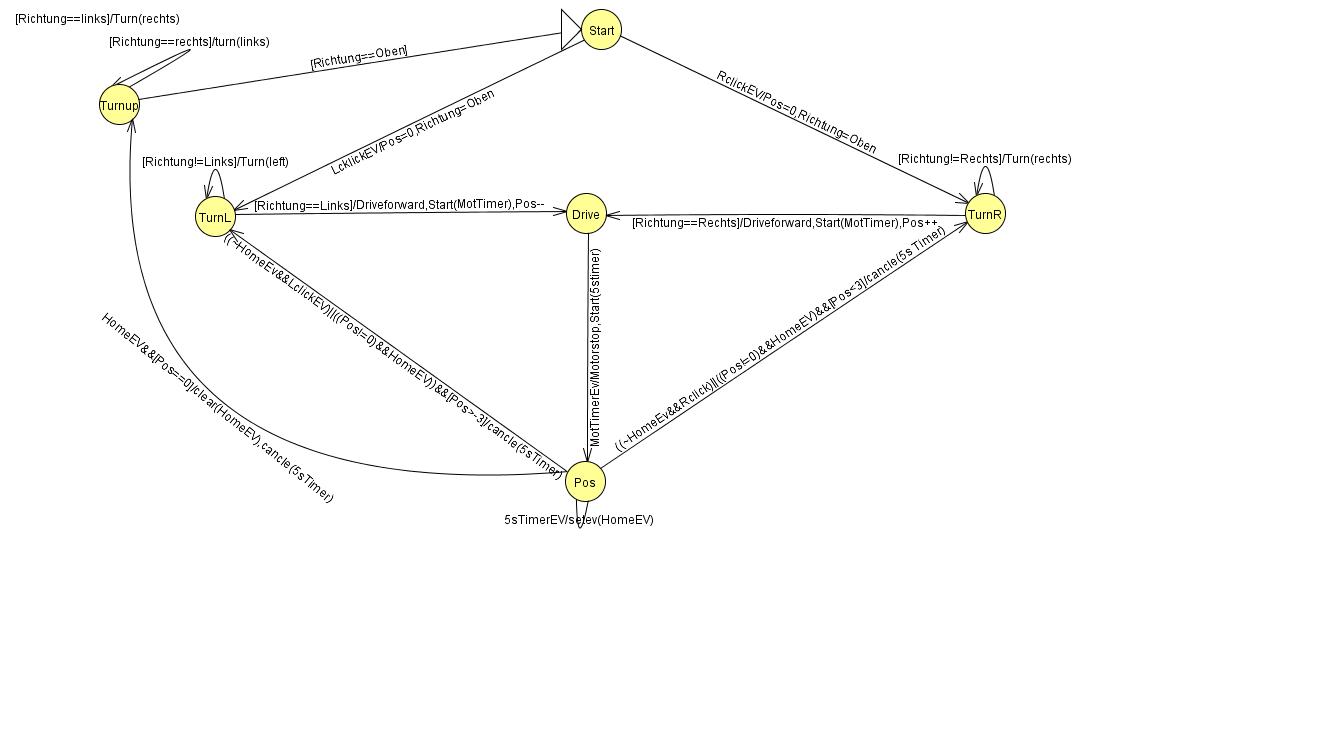 [Richtung==links]/Turn(rechts)
[Richtung==rechts]/turn(links)
Start
[Richtung==Oben]
RclickEV/Pos=0,Richtung=Oben
Turnup
LcklickEV/Pos=0,Richtung=Oben
[Richtung!=Links]/Turn(left)
[Richtung!=Rechts]/Turn(rechts)
TurnL
[Richtung==Links]/Driveforward,Start(MotTimer),Pos--
Drive
[Richtung==Rechts]/Driveforward,Start(MotTimer),Pos++
TurnR
((~HomeEv&&LclickEV)||((Pos!=0)&&HomeEV))&&[Pos>-3]/cancle(5sTimer)
MotTimerEv/Motorstop,Start(5stimer)
((~HomeEv&&Rclick)||((Pos!=0)&&HomeEV)&&[Pos<3]/cancle(5s Timer)
HomeEV&&[Pos==0]/clear(HomeEV),cancle(5sTimer)
Pos
5sTimerEV/setev(HomeEV)